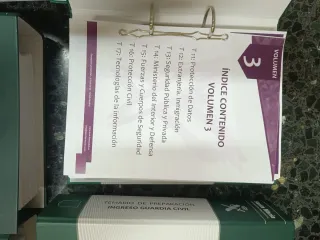 VOLUMEN
3
ÍNDICE CONTENIDO
VOLUMEN 3
T 11: Protección de Datos
T 12: Extranjería. Inmigración
T 13: Seguridad Pública y Privada
T 14: Ministerio del Interior y Defensa
T 15: Fuerzas y Cuerpos de Seguridad
T 16: Protección Civil
T 17: Tecnologías de la Información
TEMARIO DE PREPARACIÓN
INGRESO GUARDIA CIVIL